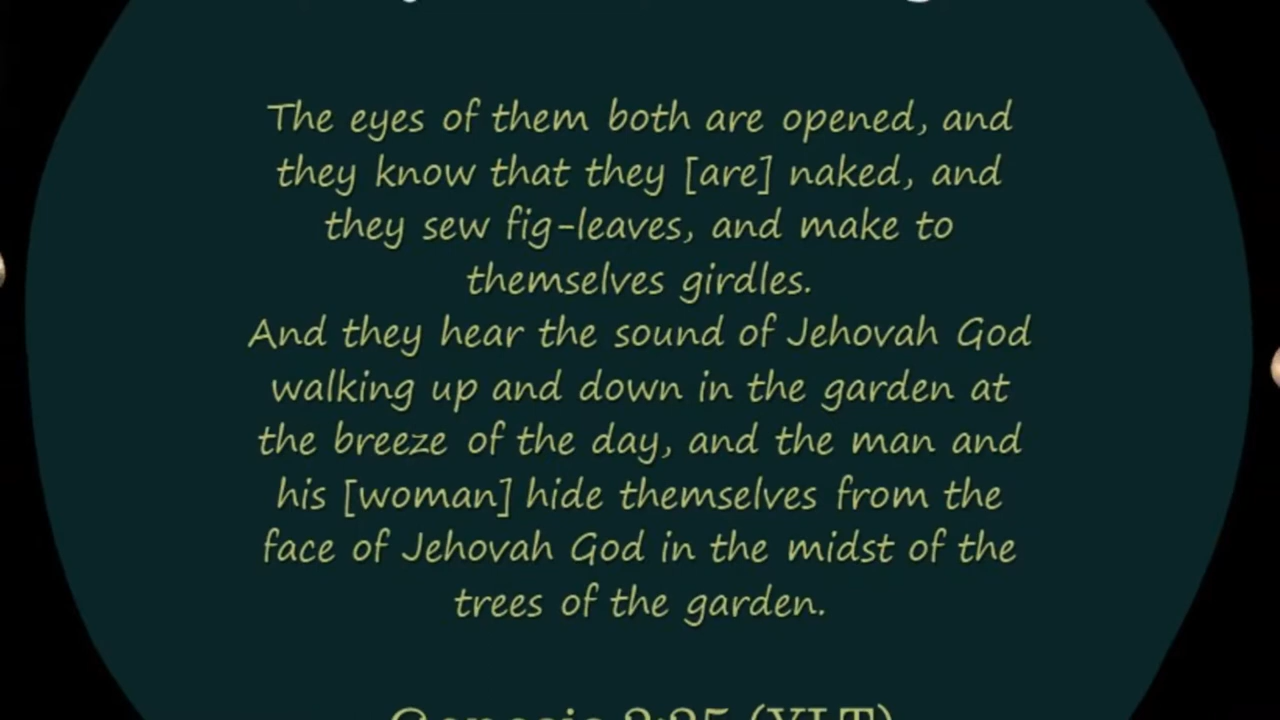 The eyes of them both are opened, and
they know that they [are] naked, and
they sew fig-leaves, and make to
themselves girdles.
And they hear the sound of Jehovah God
walking up and down in the garden at
the breeze of the day, and the man and
his [woman] hide themselves from the
face of Jehovah God in the midst of the
trees of the garden.
Genesis (YLT)